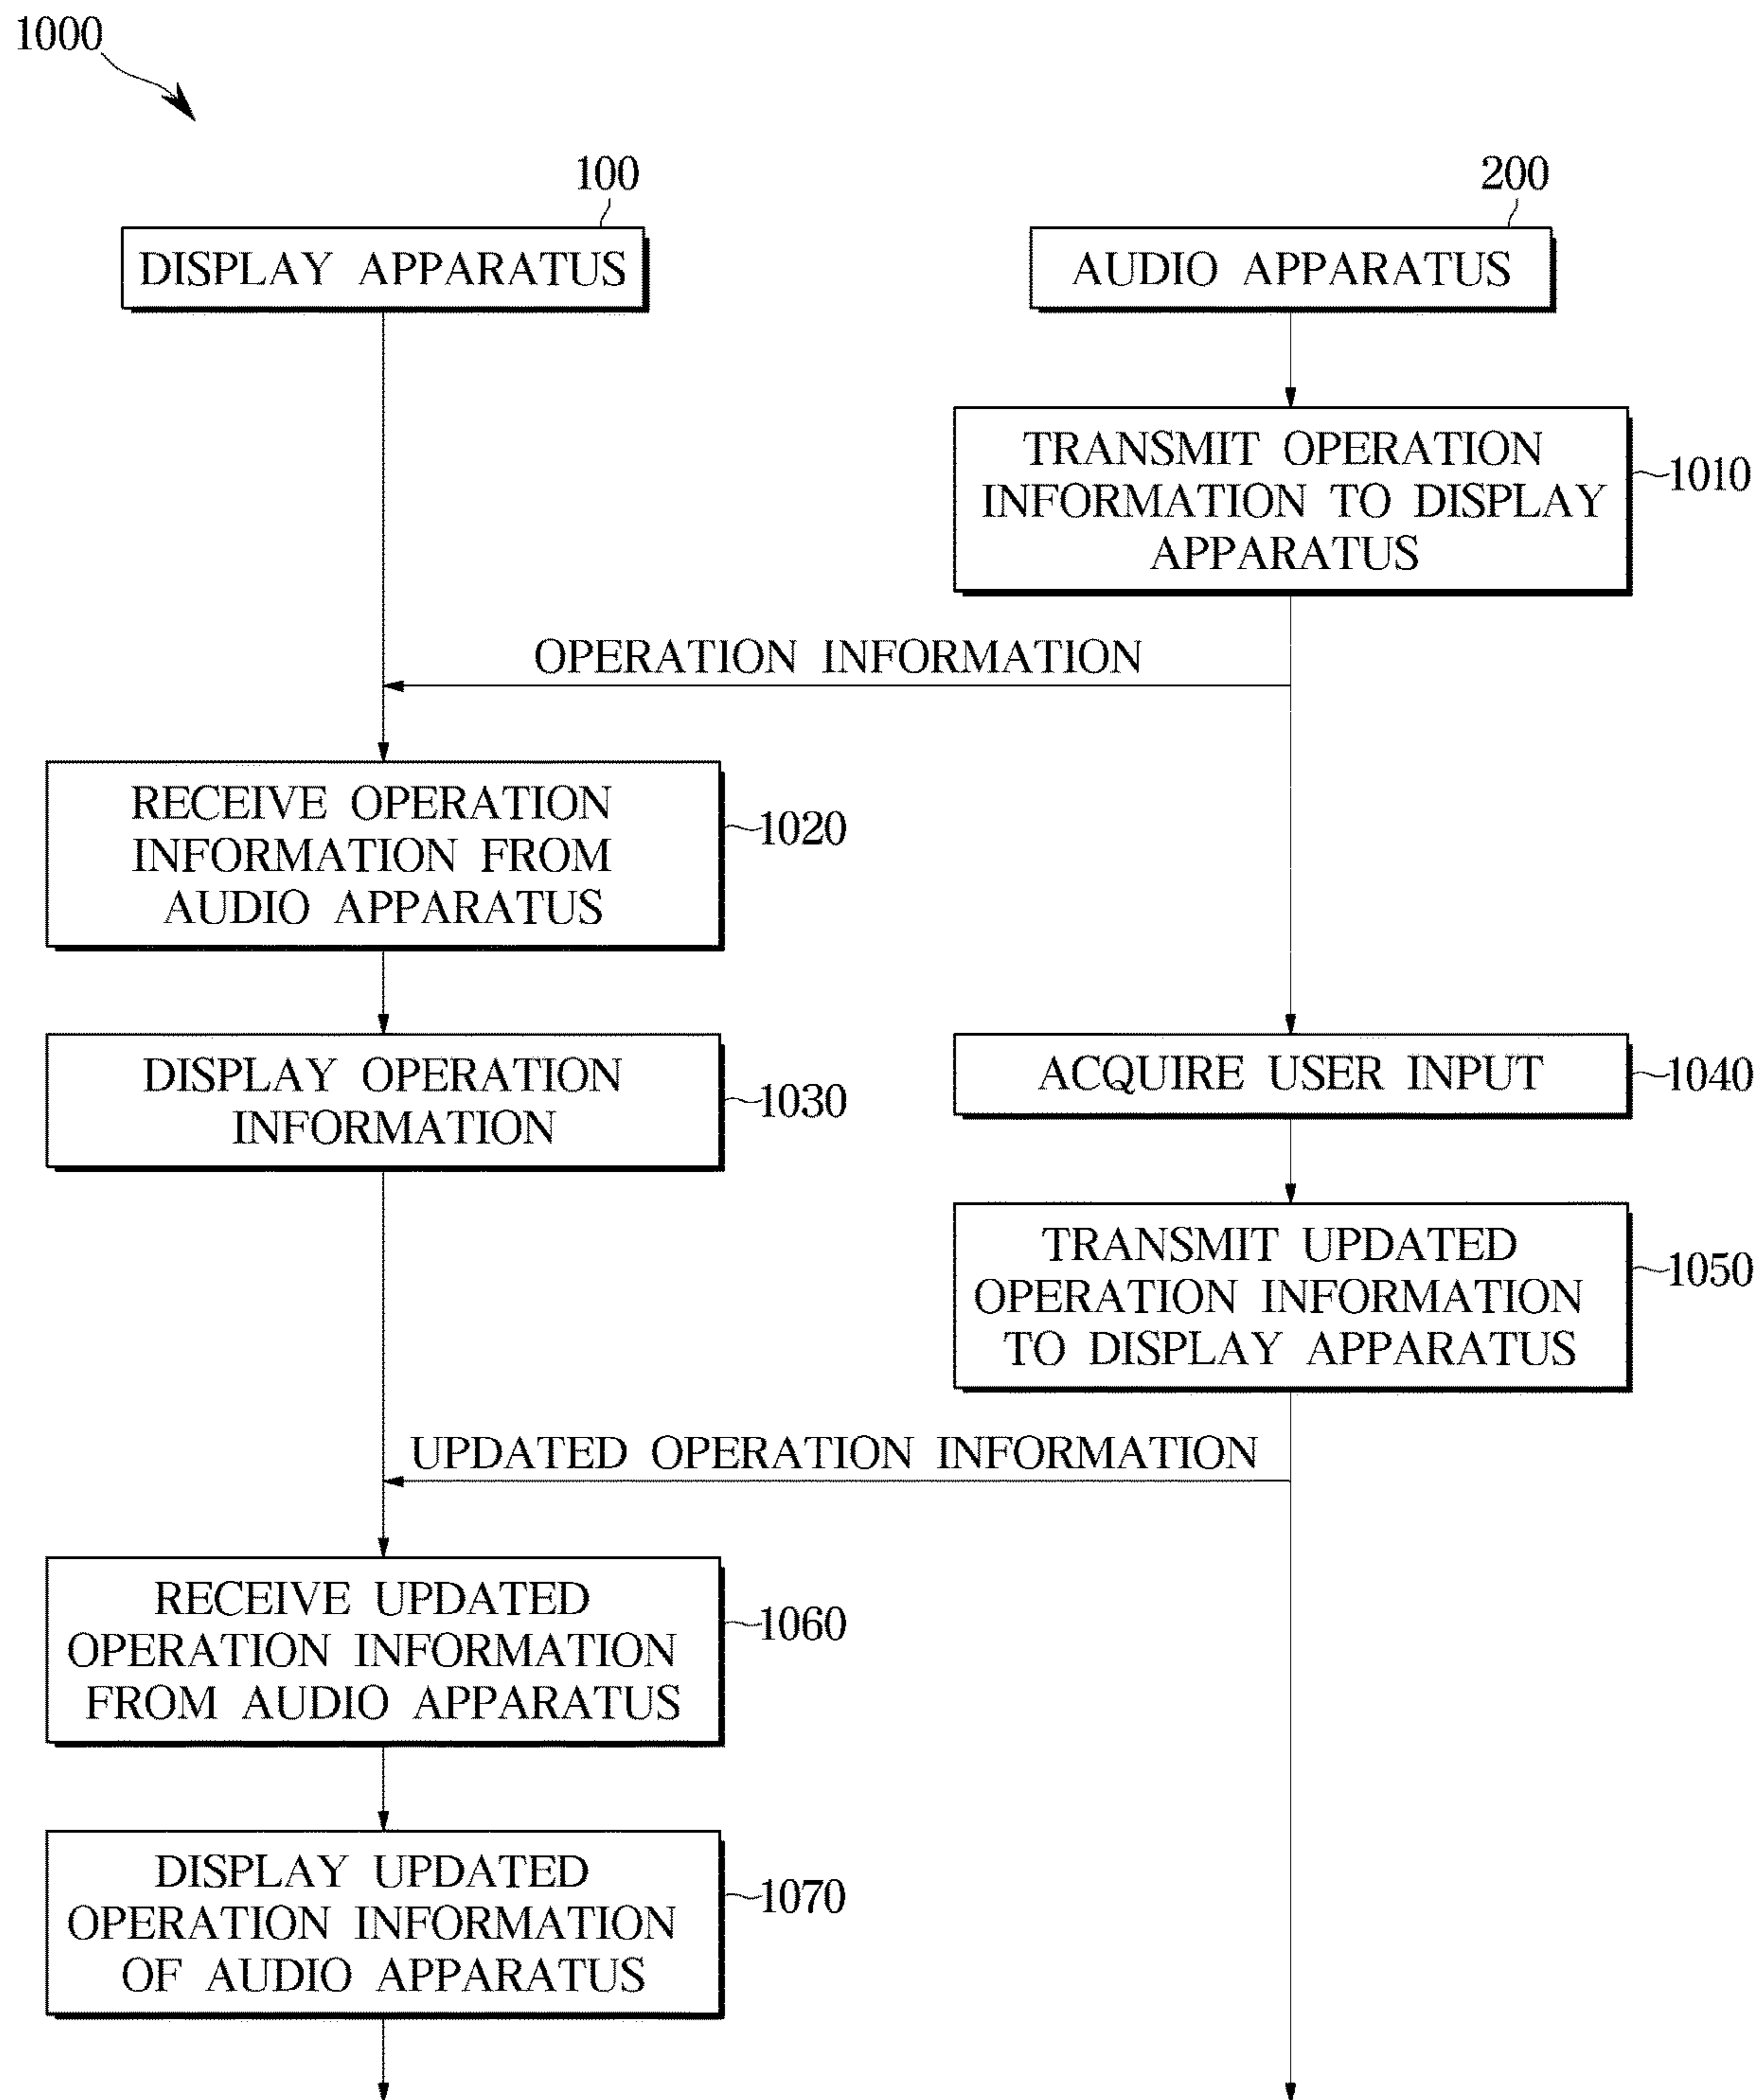 1000
100
200
DISPLAY APPARATUS
AUDIO APPARATUS
TRANSMIT OPERATION
INFORMATION TO DISPLAY
APPARATUS
1010
OPERATION INFORMATION
RECEIVE OPERATION
INFORMATION FROM
AUDIO APPARATUS
1020
DISPLAY OPERATION
INFORMATION
1030
ACQUIRE USER INPUT
1040
TRANSMIT UPDATED
OPERATION INFORMATION
TO DISPLAY APPARATUS
1050
UPDATED OPERATION INFORMATION
RECEIVE UPDATED
OPERATION INFORMATION
FROM AUDIO APPARATUS
1060
DISPLAY UPDATED
OPERATION INFORMATION
OF AUDIO APPARATUS
1070